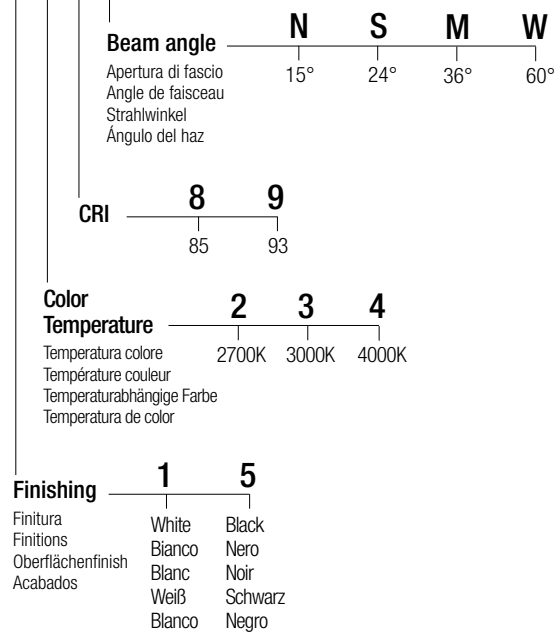 Beam angle N S M W
Apertura di fascio 15° 24° 36° 60°
Angle de faisceau
Strahlwinkel
Ángulo del haz
CRI 8 9
85 93
Color
Temperature 2 3 4
Temperatura colore 2700K 3000K 4000K
Température couleur
Temperaturabhängige Farbe
Temperatura de color
Finishing 1 5
Finitura White Black
Finitions Bianco Nero
Oberflächenfinish Blanc Noir
Acabados Weiß Schwarz
Blanco Negro